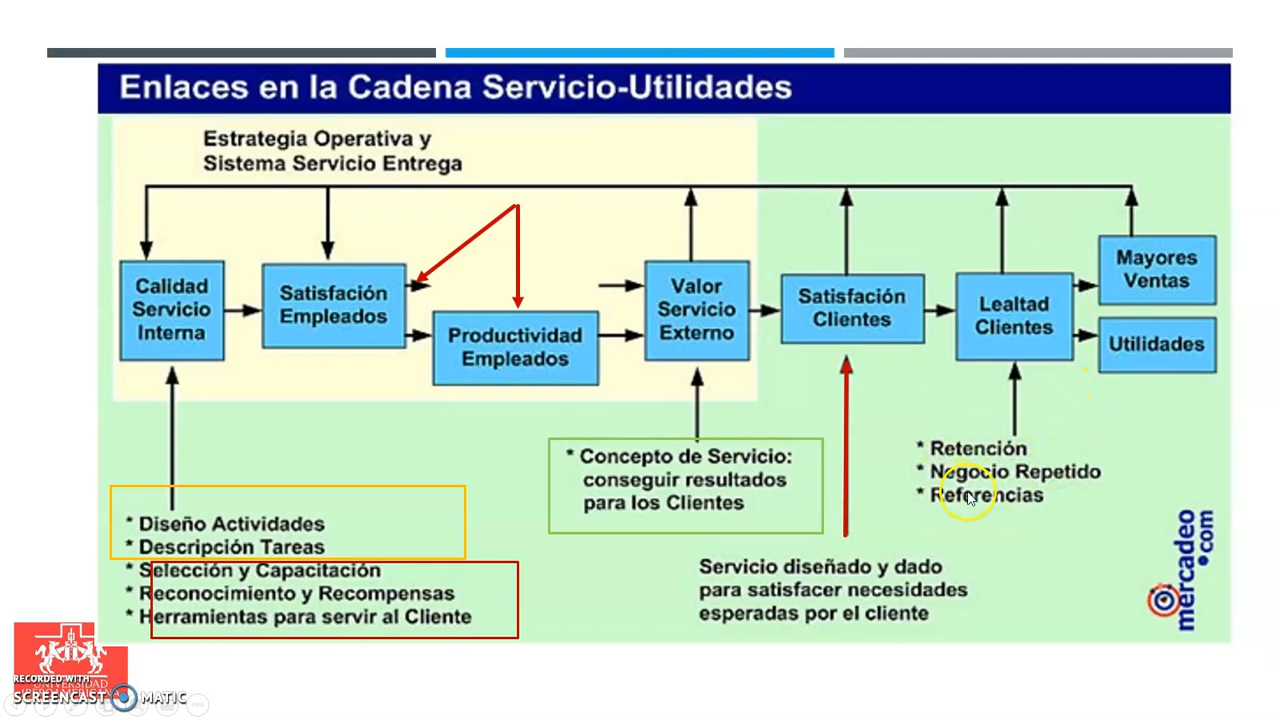 Enlaces en la Cadena Servicio-Utilidades
Estrategia Operativa y
Sistema Servicio Entrega
Calidad
Servicio
Interna
Satisfacción
Empleados
Productividad
Empleados
Valor
Servicio
Externo
Satisfacción
Clientes
Lealtad
Clientes
Mayores
Ventas
Utilidades
* Diseño Actividades
* Descripción Tareas
* Selección y Capacitación
* Reconocimiento y Recompensas
* Herramientas para servir al Cliente
* Concepto de Servicio:
conseguir resultados
para los Clientes
Servicio diseñado y dado
para satisfacer necesidades
esperadas por el cliente
* Retención
* Negocio Repetido
* Referencias
mercadeo
.com
RECORDED WITH
SCREENCAST MATIC
UNIVERSIDAD
IBEROAMERICANA